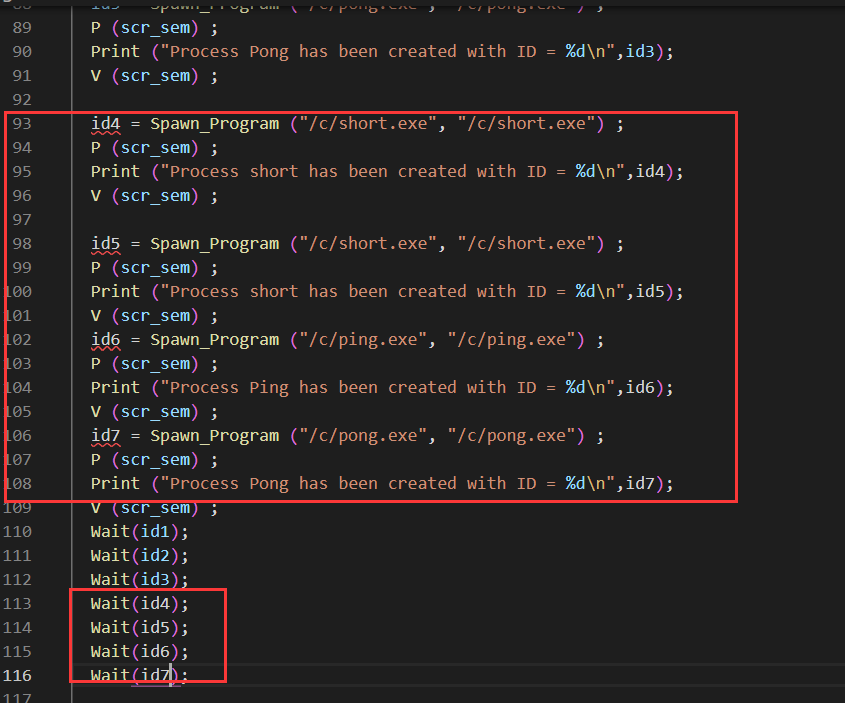 88 id3 = Spawn_Program ("/c/pong.exe", "/c/pong.exe") ;
89 P (scr_sem) ;
90 Print ("Process Pong has been created with ID = %d\n",id3);
91 V (scr_sem) ;
92
93 id4 = Spawn_Program ("/c/short.exe", "/c/short.exe") ;
94 P (scr_sem) ;
95 Print ("Process short has been created with ID = %d\n",id4);
96 V (scr_sem) ;
97
98 id5 = Spawn_Program ("/c/short.exe", "/c/short.exe") ;
99 P (scr_sem) ;
100 Print ("Process short has been created with ID = %d\n",id5);
101 V (scr_sem) ;
102 id6 = Spawn_Program ("/c/ping.exe", "/c/ping.exe") ;
103 P (scr_sem) ;
104 Print ("Process Ping has been created with ID = %d\n",id6);
105 V (scr_sem) ;
106 id7 = Spawn_Program ("/c/pong.exe", "/c/pong.exe") ;
107 P (scr_sem) ;
108 Print ("Process Pong has been created with ID = %d\n",id7);
109 V (scr_sem) ;
110 Wait(id1);
111 Wait(id2);
112 Wait(id3);
113 Wait(id4);
114 Wait(id5);
115 Wait(id6);
116 Wait(id7);
117